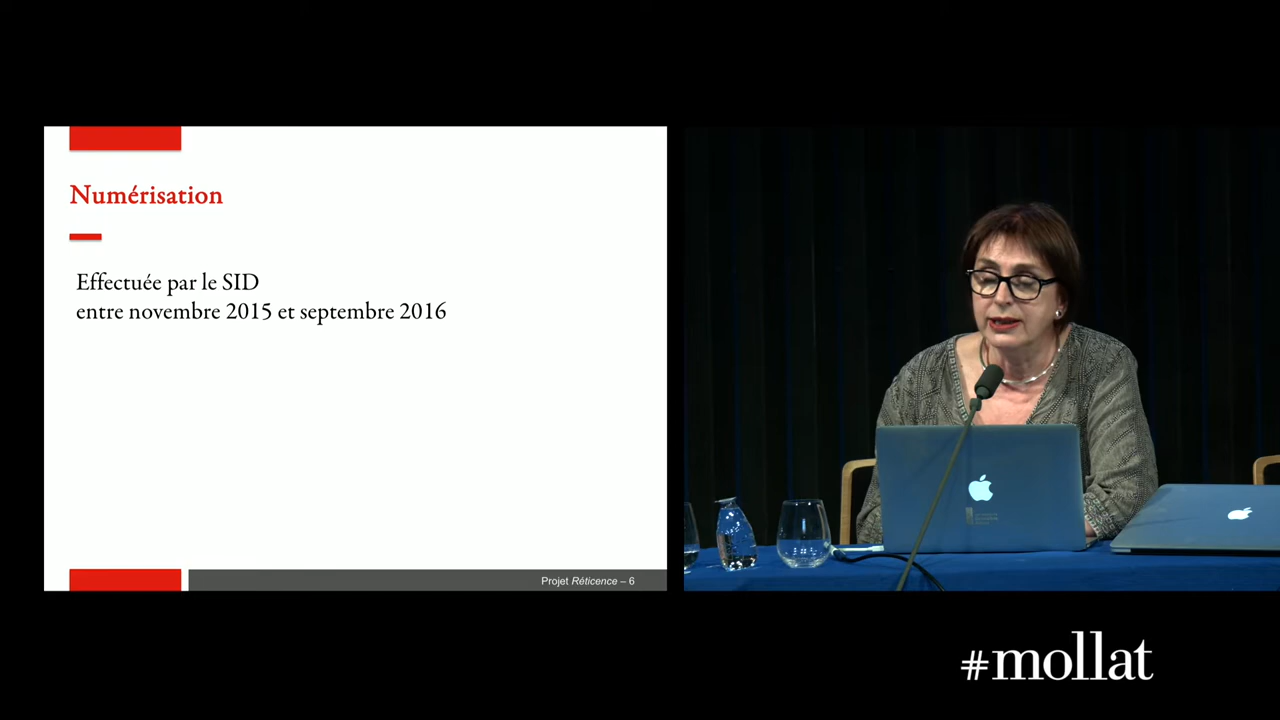 Numérisation
Effectuée par le SID
entre novembre 2015 et septembre 2016
Projet Réticence – 6
#mollat